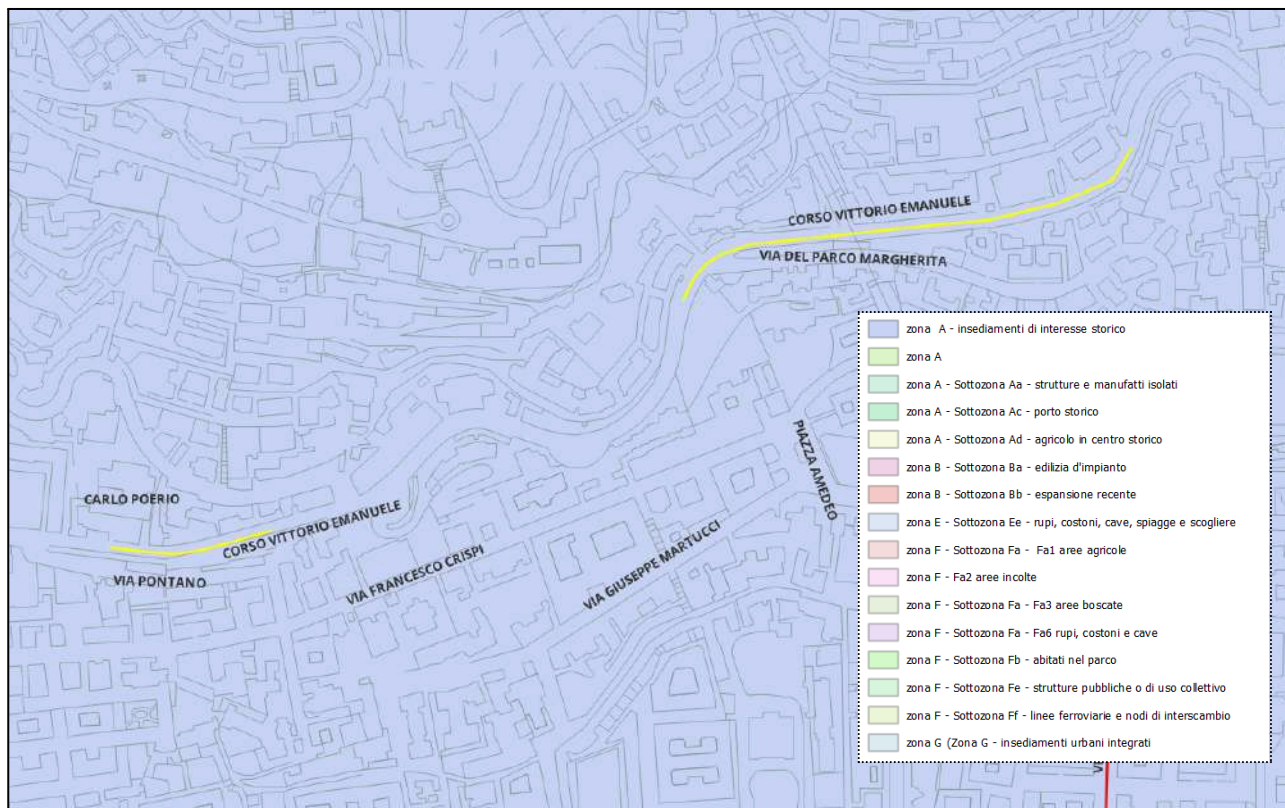 CORSO VITTORIO EMANUELE
VIA DEL PARCO MARGHERITA
CARLO POERIO
CORSO VITTORIO EMANUELE
VIA PONTANO
VIA FRANCESCO CRISPI
VIA GIUSEPPE MARTUCCI
PIAZZA AMEDEO
zona A - insediamenti di interesse storico
zona A
zona A - Sottozona Aa - strutture e manufatti isolati
zona A - Sottozona Ac - porto storico
zona A - Sottozona Ad - agricolo in centro storico
zona B - Sottozona Ba - edilizia d'impianto
zona B - Sottozona Bb - espansione recente
zona E - Sottozona Ee - rupi, costoni, cave, spiagge e scogliere
zona F - Sottozona Fa - Fa1 aree agricole
zona F - Fa2 aree incolte
zona F - Sottozona Fa - Fa3 aree boscate
zona F - Sottozona Fa - Fa6 rupi, costoni e cave
zona F - Sottozona Fb - abitati nel parco
zona F - Sottozona Fe - strutture pubbliche o di uso collettivo
zona F - Sottozona Ff - linee ferroviarie e nodi di interscambio
zona G (Zona G - insediamenti urbani integrati